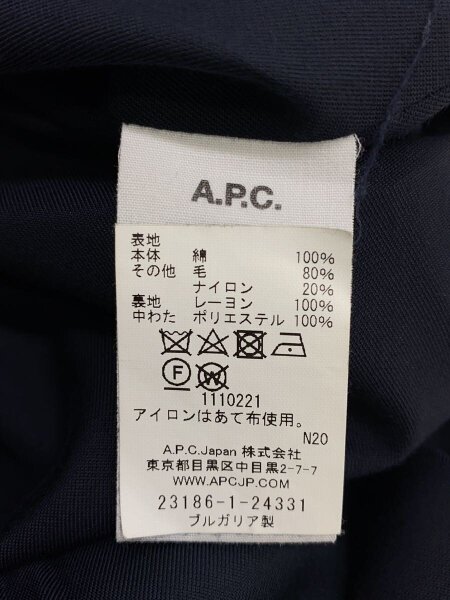 A.P.C.
表地
本体 綿 100%
その他 毛 80%
ナイロン 20%
裏地 レーヨン 100%
中わた ポリエステル 100%
F W
1110221
アイロンはあて布使用。
N20
A.P.C.Japan 株式会社
東京都目黒区中目黒2-7-7
WWW.APCJP.COM
23186-1-24331
ブルガリア製